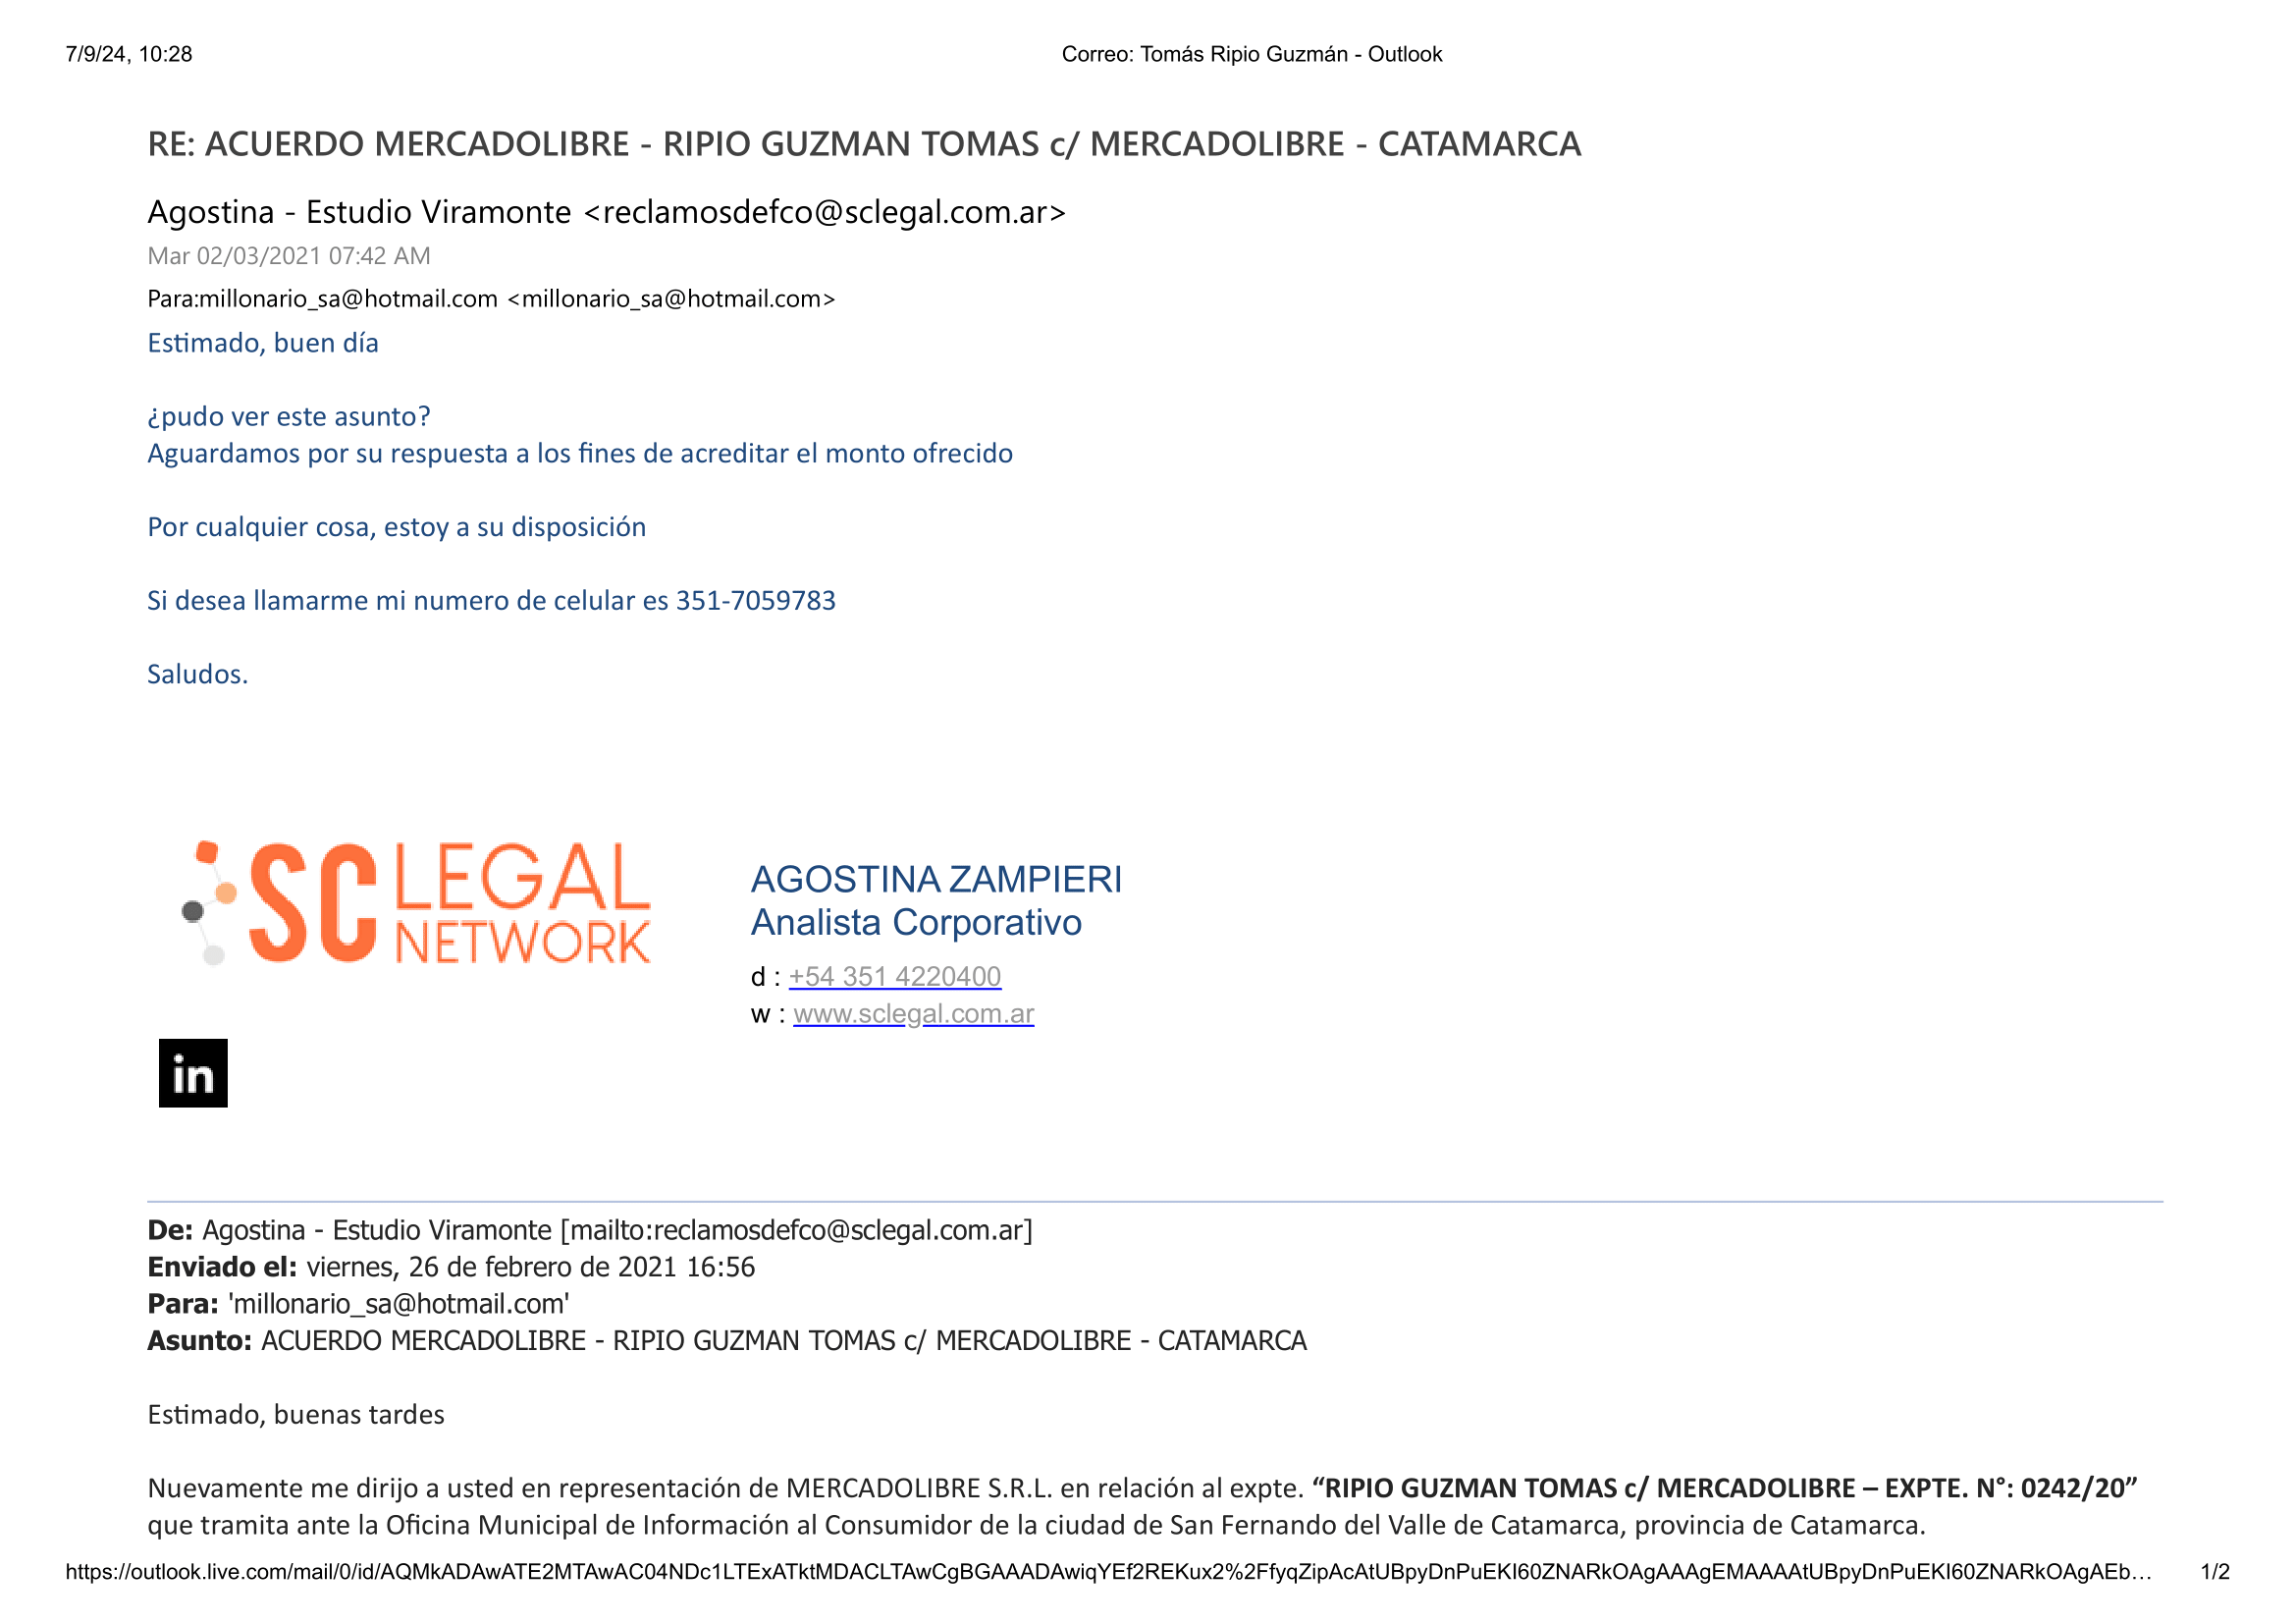 7/9/24, 10:28
Correo: Tomás Ripio Guzmán - Outlook
RE: ACUERDO MERCADOLIBRE - RIPIO GUZMAN TOMAS c/ MERCADOLIBRE - CATAMARCA
Agostina - Estudio Viramonte <reclamosdefco@sclegal.com.ar>
Mar 02/03/2021 07:42 AM
Para:millonario_sa@hotmail.com <millonario_sa@hotmail.com>
Estimado, buen día
¿pudo ver este asunto?
Aguardamos por su respuesta a los fines de acreditar el monto ofrecido
Por cualquier cosa, estoy a su disposición
Si desea llamarme mi numero de celular es 351-7059783
Saludos.
SC LEGAL
NETWORK
AGOSTINA ZAMPIERI
Analista Corporativo
d : +54 351 4220400
w : www.sclegal.com.ar
in
De: Agostina - Estudio Viramonte [mailto:reclamosdefco@sclegal.com.ar]
Enviado el: viernes, 26 de febrero de 2021 16:56
Para: 'millonario_sa@hotmail.com'
Asunto: ACUERDO MERCADOLIBRE - RIPIO GUZMAN TOMAS c/ MERCADOLIBRE - CATAMARCA
Estimado, buenas tardes
Nuevamente me dirijo a usted en representación de MERCADOLIBRE S.R.L. en relación al expte. “RIPIO GUZMAN TOMAS c/ MERCADOLIBRE – EXPTE. N°: 0242/20”
que tramita ante la Oficina Municipal de Información al Consumidor de la ciudad de San Fernando del Valle de Catamarca, provincia de Catamarca.
https://outlook.live.com/mail/0/id/AQMkADAwATE2MTAwAC04NDc1LTExATktMDACLTAwCgBGAAADAwiqYEf2REKux2%2FfyqZipAcAtUBpyDnPuEKI60ZNARkOAgAAAgEMAAAAtUBpyDnPuEKI60ZNARkOAgAEb…
1/2